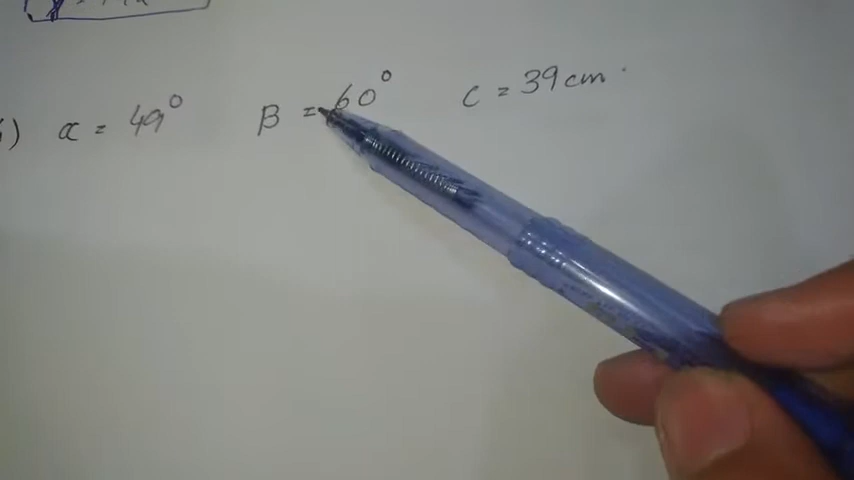 α = 49° β = 60° c = 39 cm.